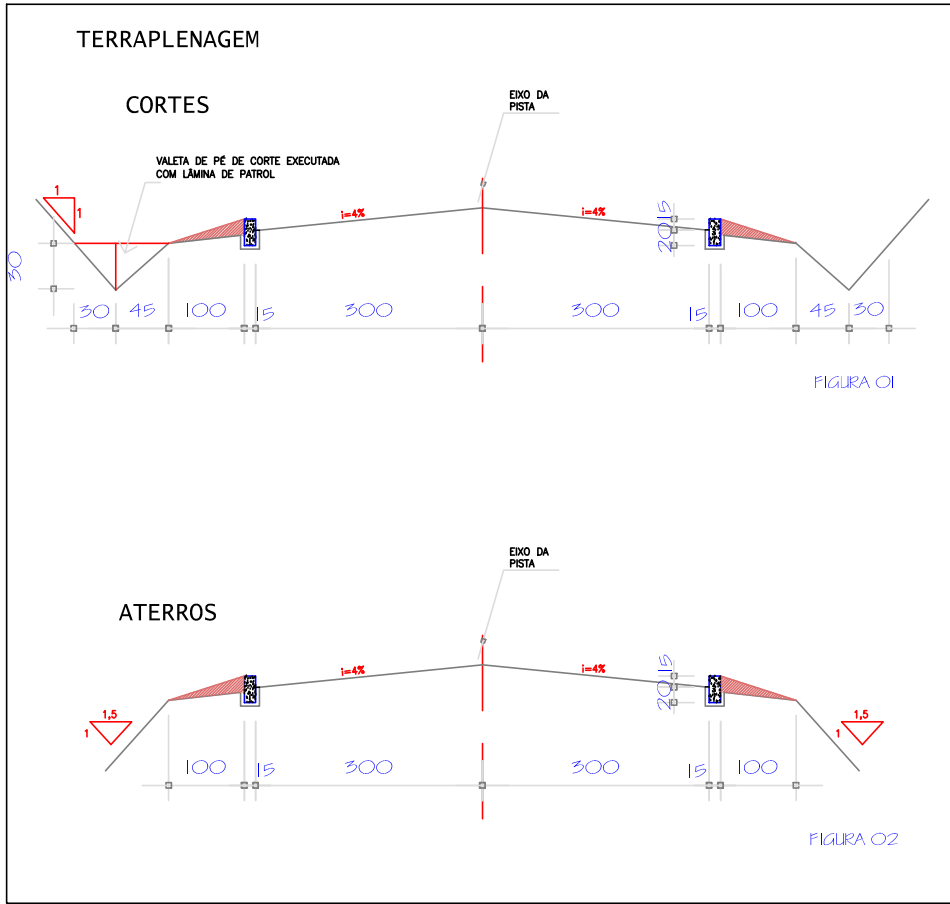 TERRAPLENAGEM
CORTES
EIXO DA
PISTA
VALETA DE PÉ DE CORTE EXECUTADA
COM LÂMINA DE PATROL
1
1
i=4%
i=4%
15
20
30
30
45
100
15
300
300
15
100
45
30
FIGURA 01
EIXO DA
PISTA
ATERROS
i=4%
i=4%
15
20
1,5
1
1,5
1
100
15
300
300
15
100
FIGURA 02